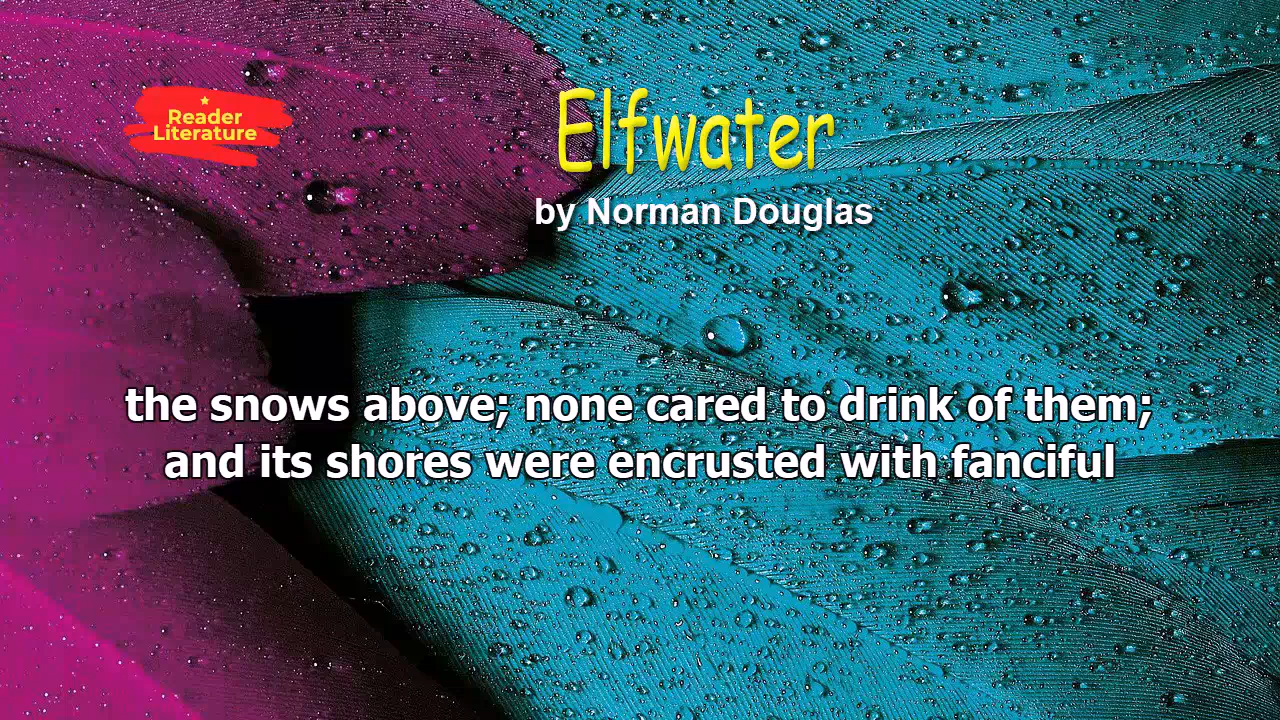 Reader
Literature
Elfwater
by Norman Douglas
the snows above; none cared to drink of them;
and its shores were encrusted with fanciful